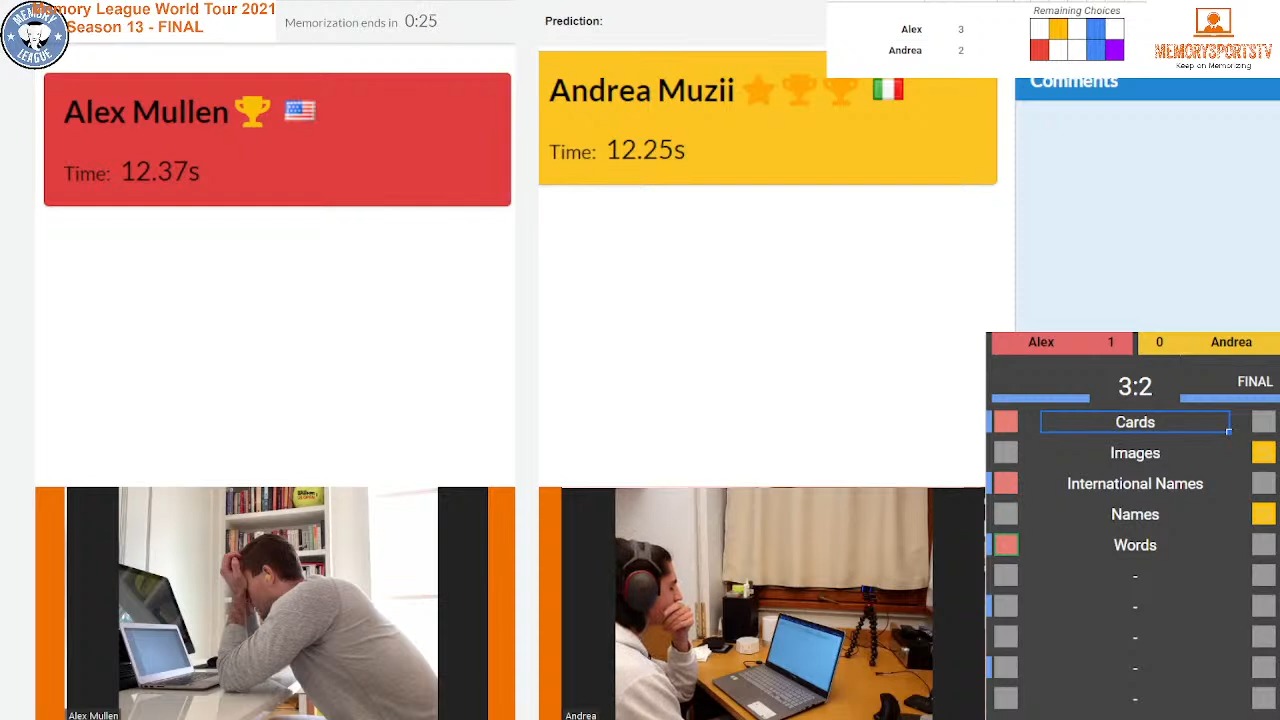 Memory League World Tour 2021
Season 13 - FINAL
MEMORY
LEAGUE
Memorization ends in 0:25
Prediction:
Alex 3
Andrea 2
Remaining Choices
MEMORYSPORTSTV
Keep on Memorizing
Comments
Alex Mullen
Time: 12.37s
Andrea Muzii
Time: 12.25s
Alex 1 0 Andrea
3:2 FINAL
Cards
Images
International Names
Names
Words
-
-
-
-
-
Alex Mullen
Andrea